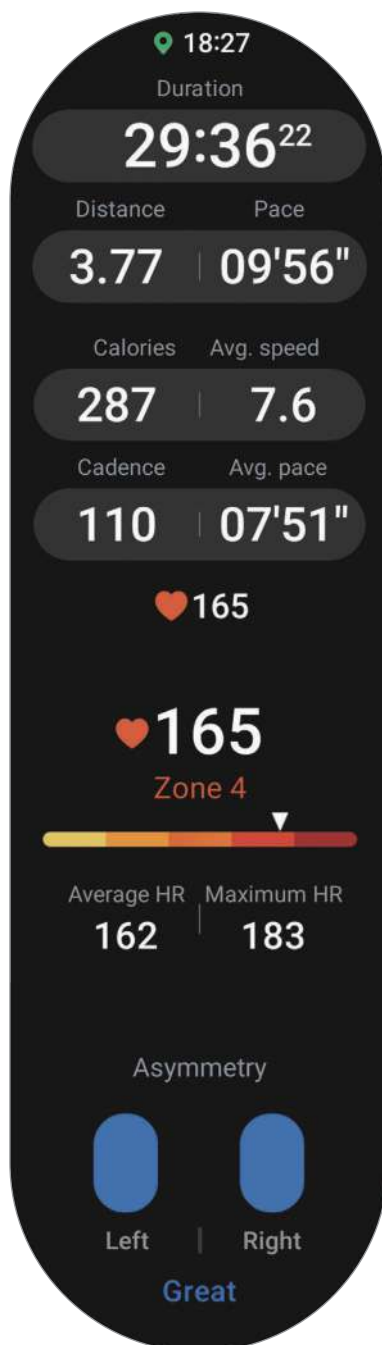 18:27
Duration
29:36²²
Distance Pace
3.77 09'56"
Calories Avg. speed
287 7.6
Cadence Avg. pace
110 07'51"
165
165
Zone 4
Average HR Maximum HR
162 183
Asymmetry
Left Right
Great